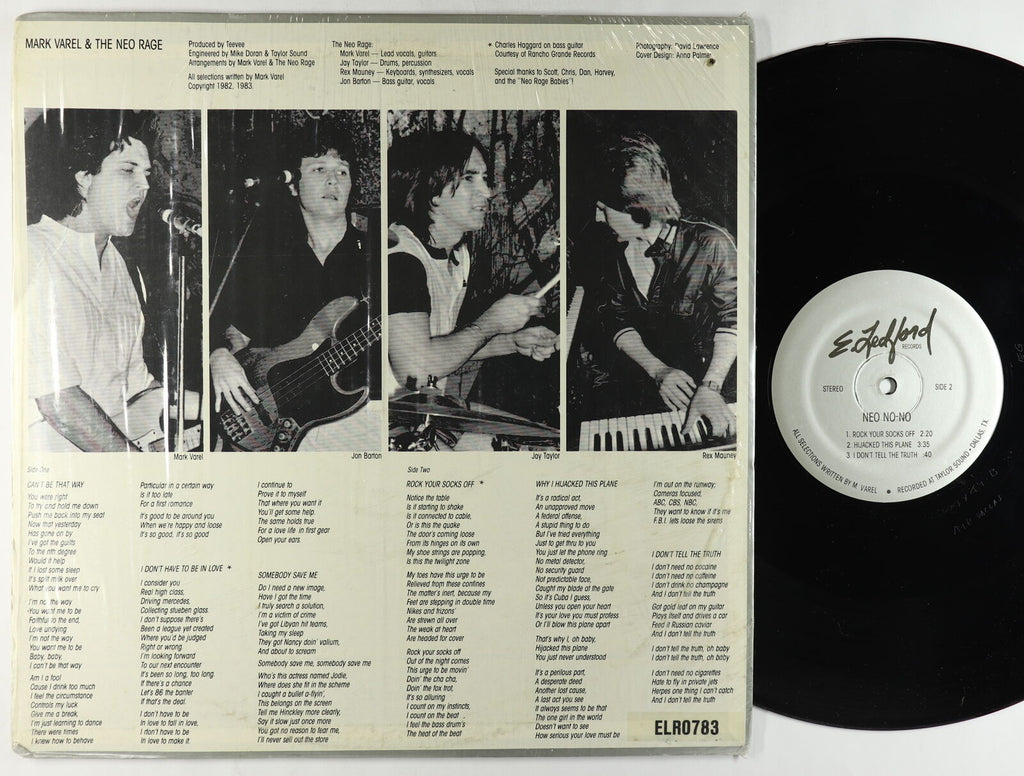 MARK VAREL & THE NEO RAGE
Produced by Teevee
Engineered by Mike Doran & Taylor Sound
Arrangements by Mark Varel & The Neo Rage
All selections written by Mark Varel
Copyright 1982, 1983.
The Neo Rage:
Mark Varel — Lead vocals, guitars
Jay Taylor — Drums, percussion
Rex Mauney — Keyboards, synthesizers, vocals
Jon Barton — Bass guitar, vocals
* Charles Haggard on bass guitar
Courtesy of Rancho Grande Records
Special thanks to Scott, Chris, Dan, Harvey,
and the "Neo Rage Babies"!
Photography: David Lawrence
Cover Design: Anna Palmer
Mark Varel
Jon Barton
Jay Taylor
Rex Mauney
Side One
CAN'T BE THAT WAY
You were right
To try and hold me down
Push me back into my seat
Now that yesterday
Has gone on by
I've got the guilts
To the nth degree
Would it help
If I lost some sleep
It's spilt milk over
What you want me to cry
I'm not the way
You want me to be
Faithful to the end,
Love undying
I'm not the way
You want me to be
Baby, baby,
I can't be that way
Am I a fool
Cause I drink too much
I feel the circumstance
Controls my luck
Give me a break,
I'm just learning to dance
There were times
I knew how to behave
Particular in a certain way
Is it too late
For a first romance
It's good to be around you
When we're happy and loose
It's so good, it's so good
I DON'T HAVE TO BE IN LOVE *
I consider you
Real high class,
Driving mercedes,
Collecting stueben glass.
I don't suppose there's
Been a league yet created
Where you'd be judged
Right or wrong
I'm looking forward
To our next encounter
It's been so long, too long
If there's a chance
Let's 86 the banter
If that's the deal.
I don't have to be
In love to fall in love,
I don't have to be
In love to make it.
I continue to
Prove it to myself
That where you want it
You'll get some help.
The same holds true
For a love life in first gear
Open your ears.
SOMEBODY SAVE ME
Do I need a new image,
Have I got the time
I truly search a solution,
I'm a victim of crime
I've got Libyan hit teams,
Taking my sleep
They got Nancy doin' valium,
And about to scream
Somebody save me, somebody save me
Who's this actress named Jodie,
Where does she fit in the scheme
I caught a bullet a-flyin',
This belongs on the screen
Tell me Hinckley more clearly,
Say it slow just once more
You got no reason to fear me,
I'll never sell out the store
Side Two
ROCK YOUR SOCKS OFF *
Notice the table
Is it starting to shake
Is it connected to cable,
Or is this the quake
The door's coming loose
From its hinges on its own
My shoe strings are popping,
Is this the twilight zone
My toes have this urge to be
Relieved from these confines
The matter's inert, because my
Feet are stepping in double time
Nikes and frizons'
Are strewn all over
The weak at heart
Are headed for cover
Rock your socks off
Out of the night comes
This urge to be movin'
Doin' the cha cha,
Doin' the fox trot,
It's so alluring
I count on my instincts,
I count on the beat
I feel the bass drum's
The heat of the beat
WHY I HIJACKED THIS PLANE
It's a radical act,
An unapproved move
A federal offense,
A stupid thing to do
But I've tried everything
Just to get thru to you
You just let the phone ring
No metal detector,
No security guard
Not predictable face,
Caught my blade at the gate
So it's Cuba I guess,
Unless you open your heart
It's your love you must profess
Or I'll blow this plane apart
That's why I, oh baby,
Hijacked this plane
You just never understood
It's a perilous part,
A desperate deed
Another lost cause,
A last act you see
It always seems to be that
The one girl in the world
Doesn't want to see
How serious your love must be
I'm out on the runway;
Cameras focused,
ABC, CBS, NBC,
They want to know if it's me
F.B.I. lets loose the sirens
I DON'T TELL THE TRUTH
I don't need no cocaine
I don't need no caffeine
I don't drink no champagne
And I don't tell the truth
Got gold leaf on my guitar
Plays itself and drives a car
Feed it Russian caviar
And I don't tell the truth
I don't tell the truth, oh baby
I don't tell the truth, oh baby
I don't need no cigarettes
Hate to fly in private jets
Herpes one thing I can't catch
And I don't tell the truth
ELR0783
E. Ledford
RECORDS
STEREO
SIDE 2
NEO NO-NO
1. ROCK YOUR SOCKS OFF 2:20
2. HIJACKED THIS PLANE 3:35
3. I DON'T TELL THE TRUTH :40
ALL SELECTIONS WRITTEN BY M. VAREL • RECORDED AT TAYLOR SOUND • DALLAS, TX.